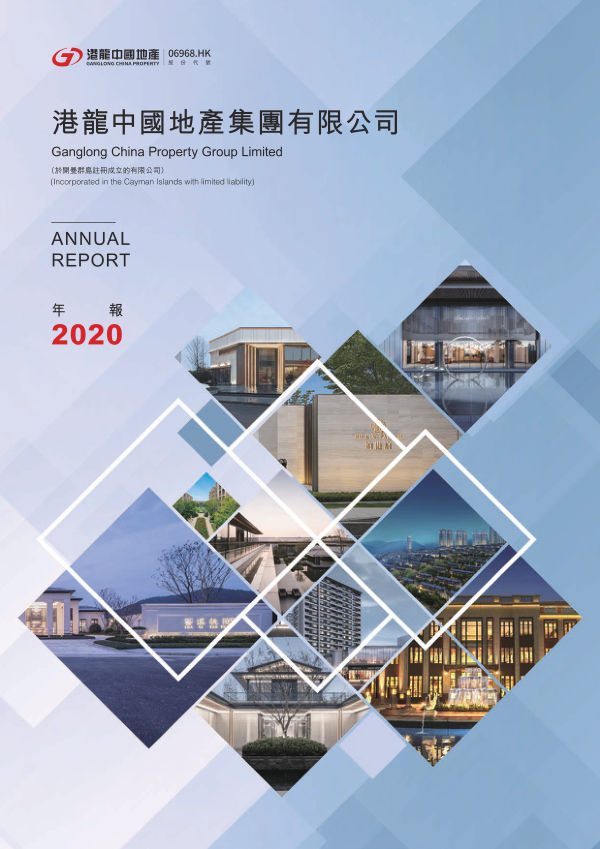 港龍中國地產
GANGLONG CHINA PROPERTY
06968.HK
股份代號
港龍中國地產集團有限公司
Ganglong China Property Group Limited
（於開曼群島註冊成立的有限公司）
(Incorporated in the Cayman Islands with limited liability)
ANNUAL
REPORT
年 報
2020